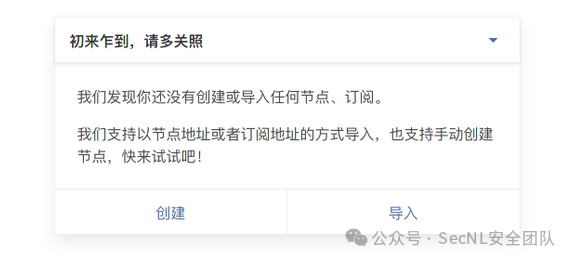 初来乍到，请多关照
我们发现你还没有创建或导入任何节点、订阅。
我们支持以节点地址或者订阅地址的方式导入，也支持手动创建
节点，快来试试吧！
创建
导入
公众号 · SecNL安全团队